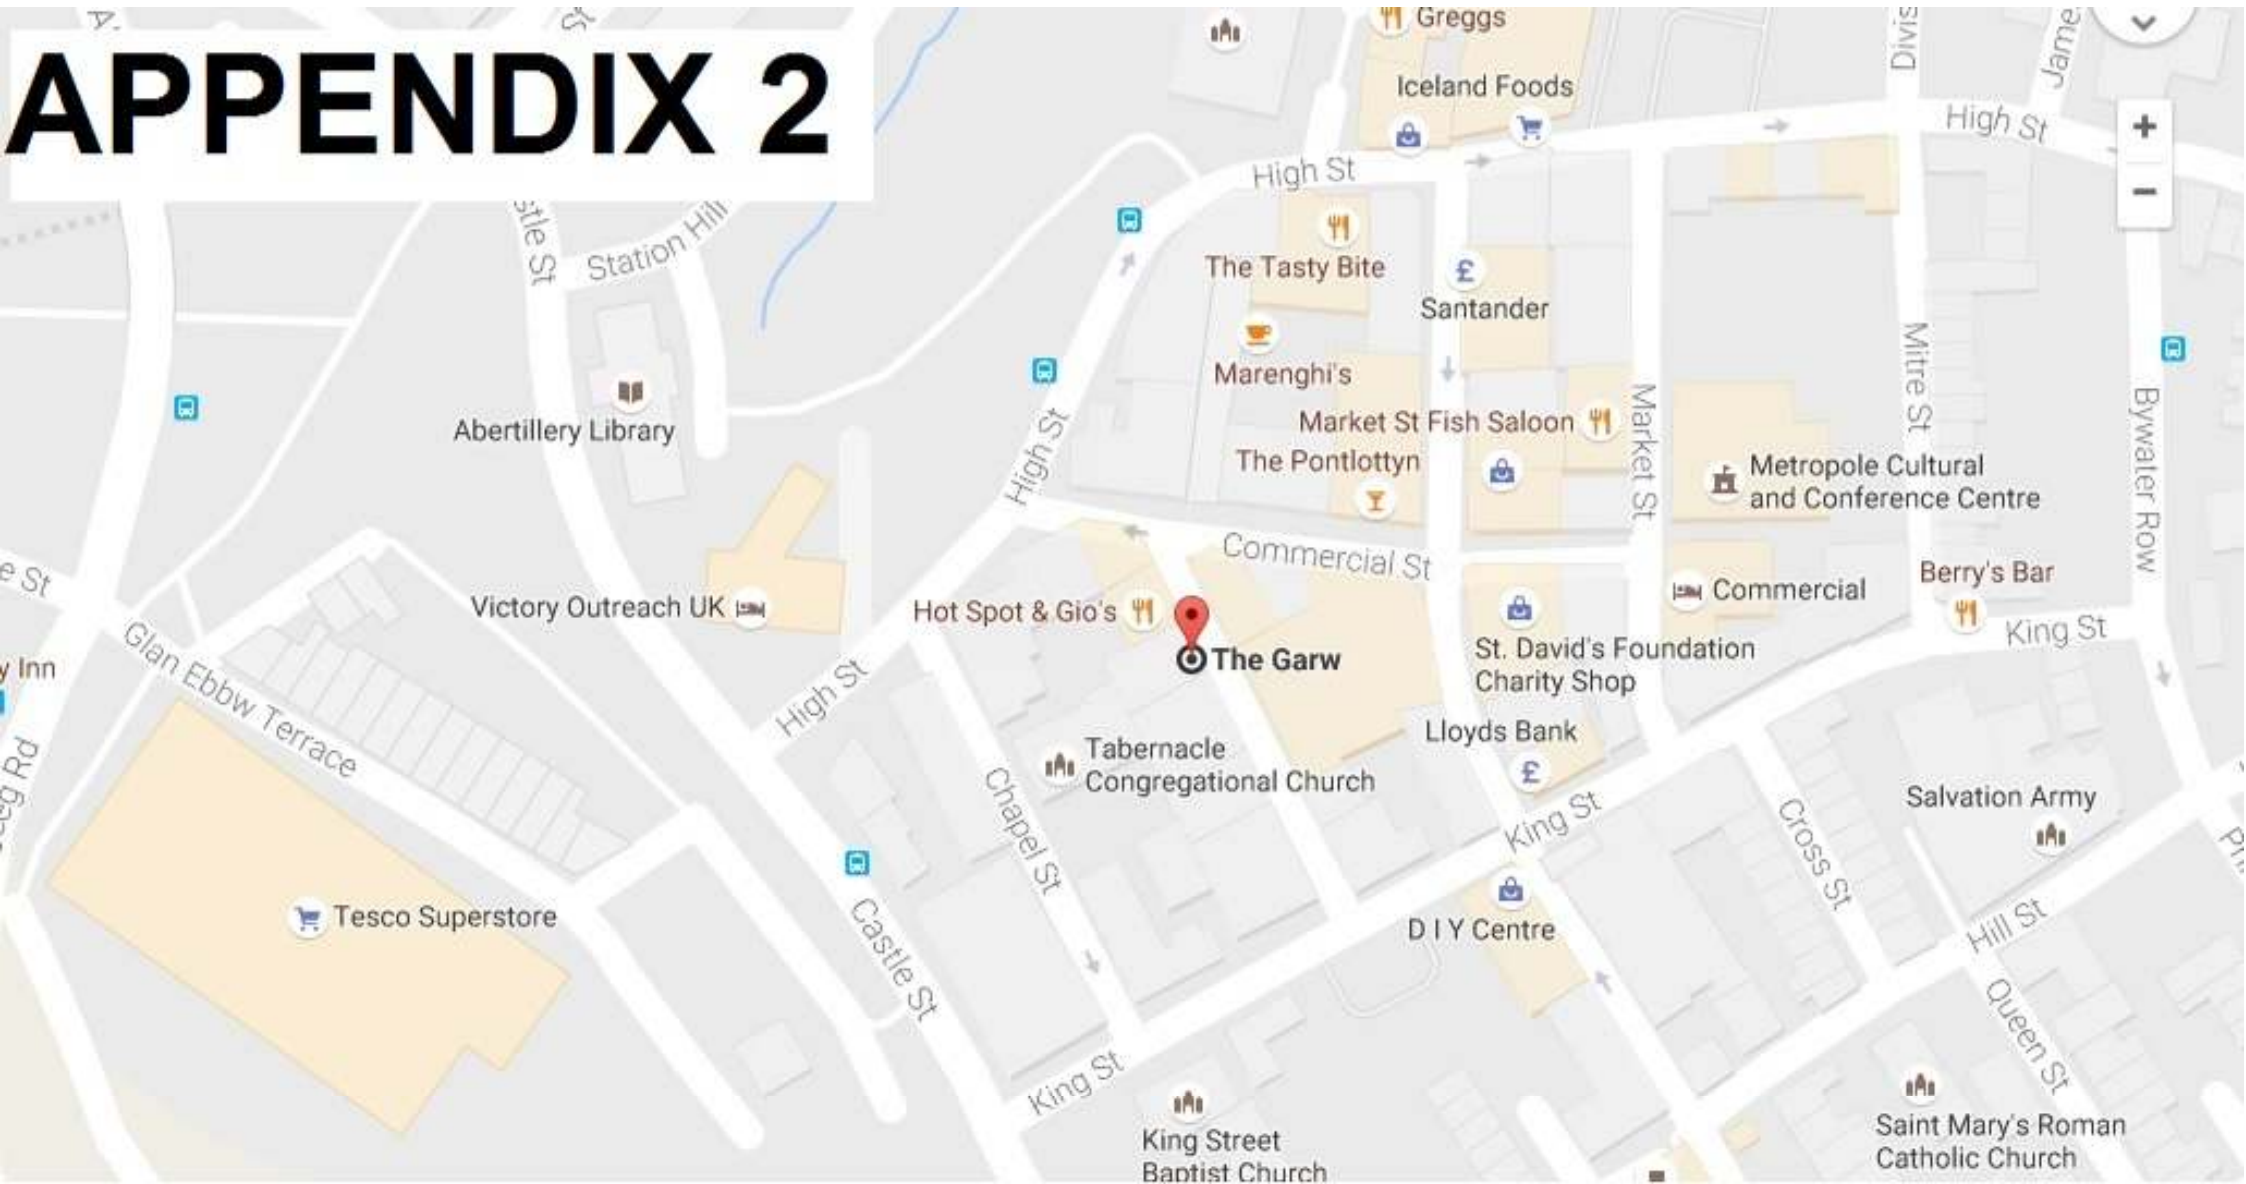 APPENDIX 2
Greggs
Iceland Foods
High St
High St
Station Hill
The Tasty Bite
Santander
Marenghi's
Mitre St
Abertillery Library
Market St Fish Saloon
Market St
Bywater Row
High St
The Pontlottyn
Metropole Cultural
and Conference Centre
Commercial St
Victory Outreach UK
Hot Spot & Gio's
Commercial
Berry's Bar
King St
Glan Ebbw Terrace
The Garw
St. David's Foundation
Charity Shop
Inn
High St
Lloyds Bank
£
£
Tabernacle
Congregational Church
Chapel St
King St
Cross St
Salvation Army
Rd
Tesco Superstore
D I Y Centre
Castle St
Hill St
Queen St
King St
King Street
Baptist Church
Saint Mary's Roman
Catholic Church